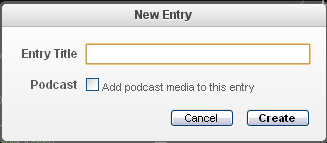 New Entry
Entry Title
Podcast Add podcast media to this entry
Cancel Create